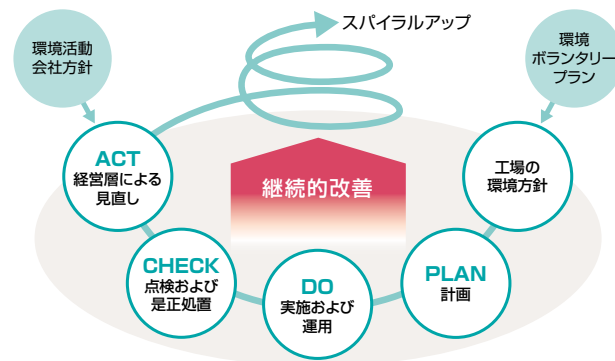 スパイラルアップ
環境活動
会社方針
環境
ボランタリー
プラン
ACT
経営層による
見直し
継続的改善
工場の
環境方針
CHECK
点検および
是正処置
DO
実施および
運用
PLAN
計画